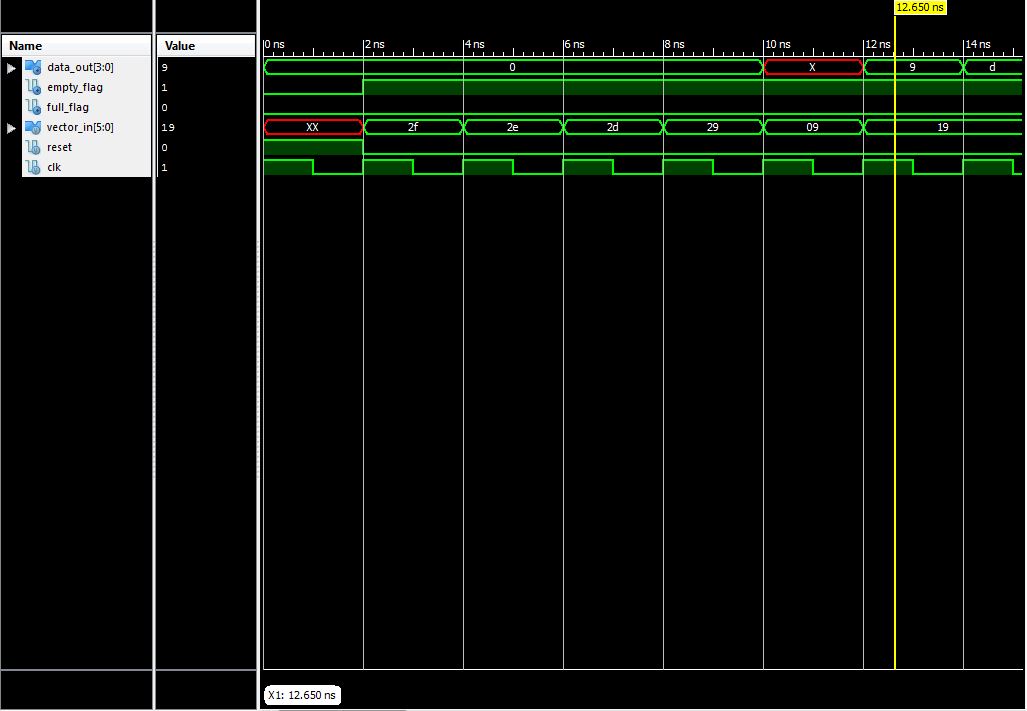 12.650 ns
Name Value 0 ns 2 ns 4 ns 6 ns 8 ns 10 ns 12 ns 14 ns
data_out[3:0] 9 0 X 9 d
empty_flag 1
full_flag 0
vector_in[5:0] 19 XX 2f 2e 2d 29 09 19
reset 0
clk 1
X1: 12.650 ns